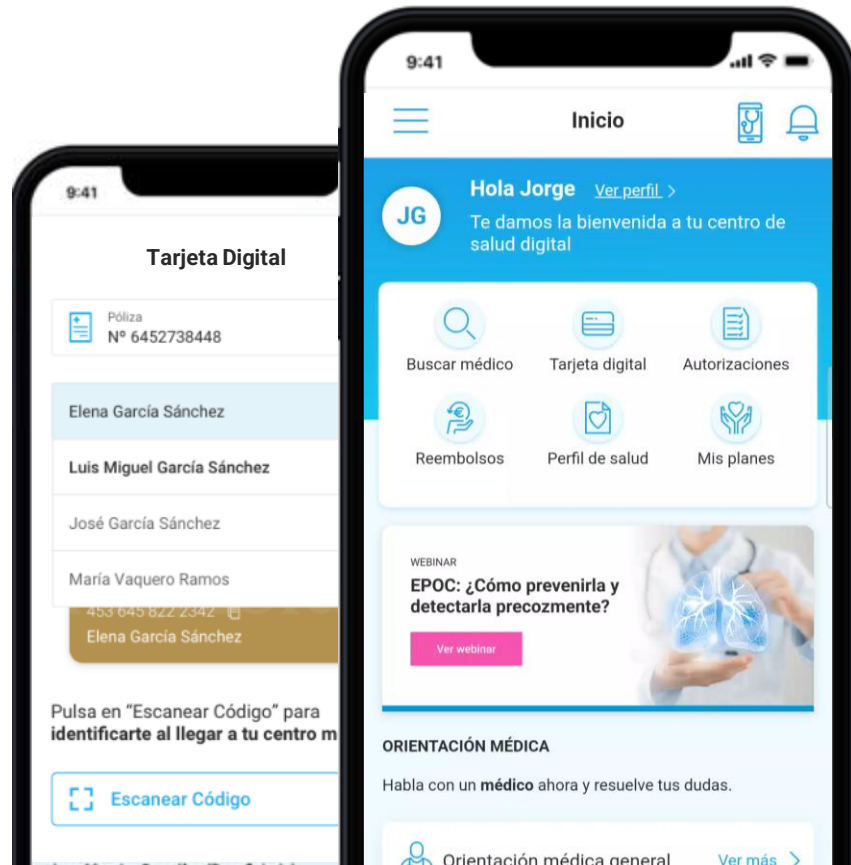 9:41
Tarjeta Digital
Póliza
Nº 6452738448
Elena García Sánchez
Luis Miguel García Sánchez
José García Sánchez
María Vaquero Ramos
453 645 822 2342
Elena García Sánchez
Pulsa en “Escanear Código” para
identificarte al llegar a tu centro m
Escanear Código
9:41
Inicio
JG
Hola Jorge Ver perfil >
Te damos la bienvenida a tu centro de
salud digital
Buscar médico Tarjeta digital Autorizaciones
Reembolsos Perfil de salud Mis planes
WEBINAR
EPOC: ¿Cómo prevenirla y
detectarla precozmente?
Ver webinar
ORIENTACIÓN MÉDICA
Habla con un médico ahora y resuelve tus dudas.
Orientación médica general Ver más >